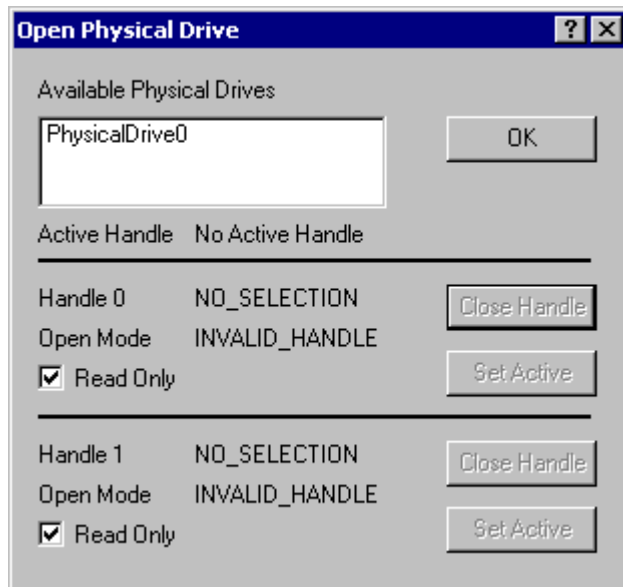 Open Physical Drive
Available Physical Drives
PhysicalDrive0
OK
Active Handle No Active Handle
Handle 0 NO_SELECTION Close Handle
Open Mode INVALID_HANDLE
Read Only Set Active
Handle 1 NO_SELECTION Close Handle
Open Mode INVALID_HANDLE
Read Only Set Active